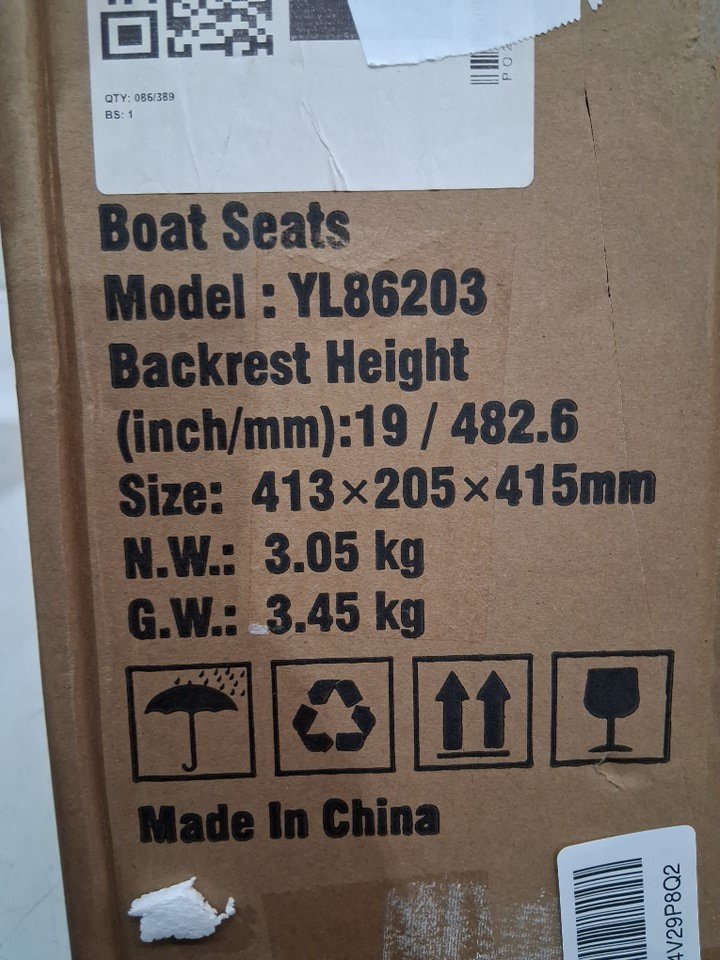 QTY: 086/389
BS: 1
Boat Seats
Model : YL86203
Backrest Height
(inch/mm):19 / 482.6
Size: 413×205×415mm
N.W.: 3.05 kg
G.W.: 3.45 kg
Made In China
4V29P8Q2